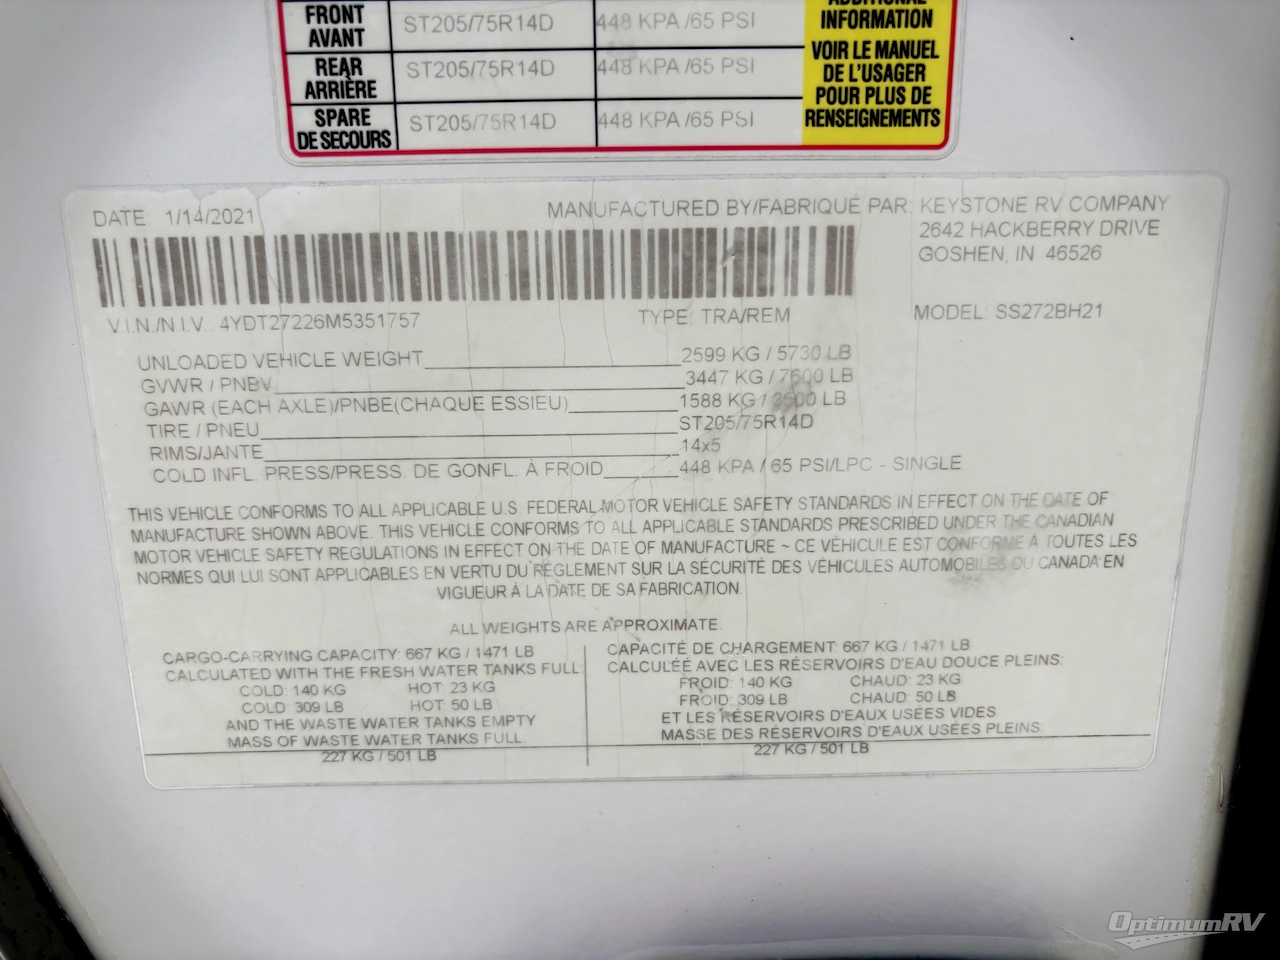 ADDITIONAL
INFORMATION
VOIR LE MANUEL
DE L'USAGER
POUR PLUS DE
RENSEIGNEMENTS
FRONT
AVANT
ST205/75R14D 448 KPA /65 PSI
REAR
ARRIÈRE
ST205/75R14D 448 KPA /65 PSI
SPARE
DE SECOURS
ST205/75R14D 448 KPA /65 PSI
DATE: 1/14/2021 MANUFACTURED BY/FABRIQUÉ PAR: KEYSTONE RV COMPANY
2642 HACKBERRY DRIVE
GOSHEN, IN 46526
V.I.N./N.I.V. 4YDT27226M5351757 TYPE: TRA/REM MODEL: SS272BH21
UNLOADED VEHICLE WEIGHT 2599 KG / 5730 LB
GVWR / PNBV 3447 KG / 7600 LB
GAWR (EACH AXLE)/PNBE(CHAQUE ESSIEU) 1588 KG / 3500 LB
TIRE / PNEU ST205/75R14D
RIMS/JANTE 14x5
COLD INFL. PRESS/PRESS. DE GONFL. À FROID 448 KPA / 65 PSI/LPC - SINGLE
THIS VEHICLE CONFORMS TO ALL APPLICABLE U.S. FEDERAL MOTOR VEHICLE SAFETY STANDARDS IN EFFECT ON THE DATE OF
MANUFACTURE SHOWN ABOVE. THIS VEHICLE CONFORMS TO ALL APPLICABLE STANDARDS PRESCRIBED UNDER THE CANADIAN
MOTOR VEHICLE SAFETY REGULATIONS IN EFFECT ON THE DATE OF MANUFACTURE ~ CE VÉHICULE EST CONFORME À TOUTES LES
NORMES QUI LUI SONT APPLICABLES EN VERTU DU RÈGLEMENT SUR LA SÉCURITÉ DES VÉHICULES AUTOMOBILES DU CANADA EN
VIGUEUR À LA DATE DE SA FABRICATION.
ALL WEIGHTS ARE APPROXIMATE.
CARGO-CARRYING CAPACITY: 667 KG / 1471 LB
CALCULATED WITH THE FRESH WATER TANKS FULL:
COLD: 140 KG HOT: 23 KG
COLD: 309 LB HOT: 50 LB
AND THE WASTE WATER TANKS EMPTY
MASS OF WASTE WATER TANKS FULL:
227 KG / 501 LB
CAPACITÉ DE CHARGEMENT: 667 KG / 1471 LB
CALCULÉE AVEC LES RÉSERVOIRS D'EAU DOUCE PLEINS:
FROID: 140 KG CHAUD: 23 KG
FROID: 309 LB CHAUD: 50 LB
ET LES RÉSERVOIRS D'EAUX USÉES VIDES
MASSE DES RÉSERVOIRS D'EAUX USÉES PLEINS.
227 KG / 501 LB
OptimumRV